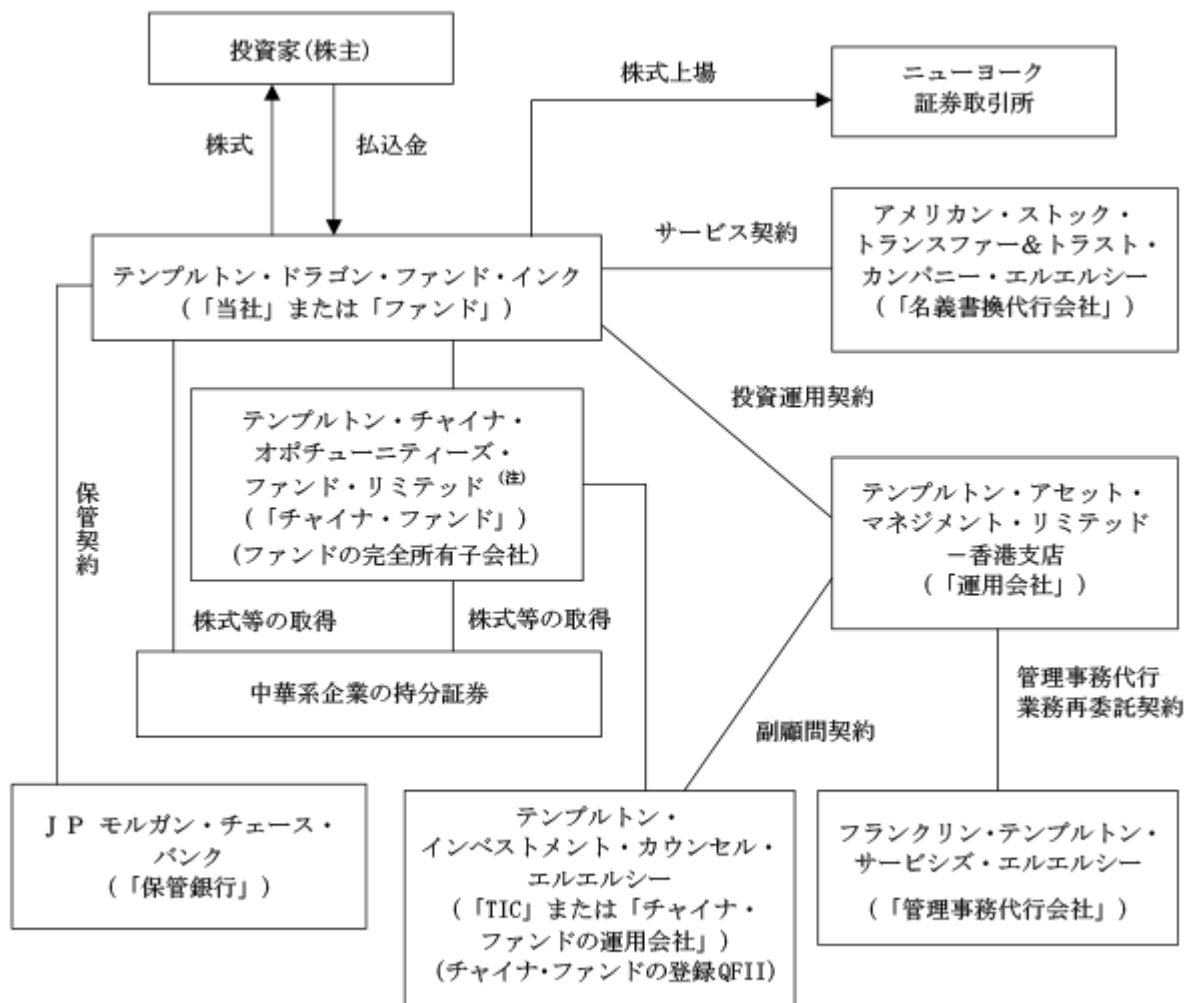 投資家(株主)
株式上場
ニューヨーク
証券取引所
株式
払込金
サービス契約
アメリカン・ストック・
トランスファー&トラスト・
カンパニー・エルエルシー
(「名義書換代行会社」)
テンプルトン・ドラゴン・ファンド・インク
(「当社」または「ファンド」)
投資運用契約
テンプルトン・チャイナ・
オポチューニティーズ・
ファンド・リミテッド (注)
(「チャイナ・ファンド」)
(ファンドの完全所有子会社)
保管契約
テンプルトン・アセット・
マネジメント・リミテッド
-香港支店
(「運用会社」)
株式等の取得
株式等の取得
中華系企業の持分証券
管理事務代行
業務再委託契約
副顧問契約
JP モルガン・チェース・
バンク
(「保管銀行」)
テンプルトン・
インベストメント・カウンセル・
エルエルシー
(「TIC」または「チャイナ・
ファンドの運用会社」)
(チャイナ・ファンドの登録QFII)
フランクリン・テンプルトン・
サービシズ・エルエルシー
(「管理事務代行会社」)